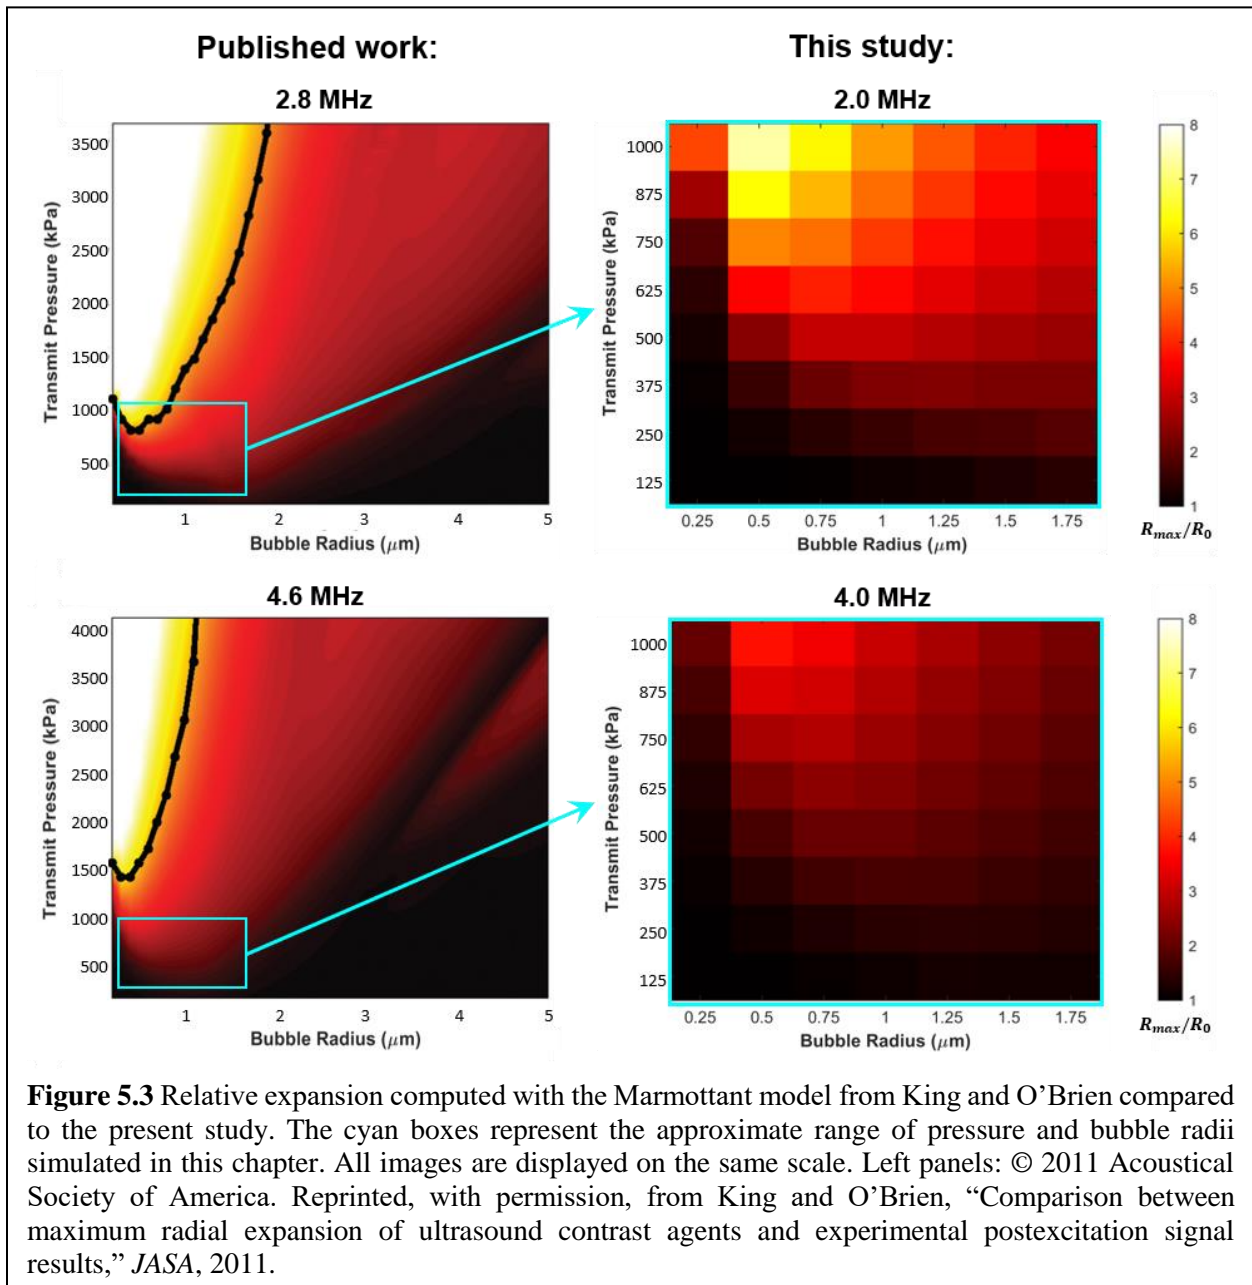 Published work:
This study:
2.8 MHz
2.0 MHz
Transmit Pressure (kPa)
3500
3000
2500
2000
1500
1000
500
1 2 3 4 5
Bubble Radius (μm)
Transmit Pressure (kPa)
1000
875
750
625
500
375
250
125
0.25 0.5 0.75 1 1.25 1.5 1.75
Bubble Radius (μm)
8
7
6
5
4
3
2
1
Rmax/R0
4.6 MHz
4.0 MHz
Transmit Pressure (kPa)
4000
3500
3000
2500
2000
1500
1000
500
1 2 3 4 5
Bubble Radius (μm)
Transmit Pressure (kPa)
1000
875
750
625
500
375
250
125
0.25 0.5 0.75 1 1.25 1.5 1.75
Bubble Radius (μm)
8
7
6
5
4
3
2
1
Rmax/R0
Figure 5.3 Relative expansion computed with the Marmottant model from King and O’Brien compared
to the present study. The cyan boxes represent the approximate range of pressure and bubble radii
simulated in this chapter. All images are displayed on the same scale. Left panels: © 2011 Acoustical
Society of America. Reprinted, with permission, from King and O’Brien, “Comparison between
maximum radial expansion of ultrasound contrast agents and experimental postexcitation signal
results,” JASA, 2011.